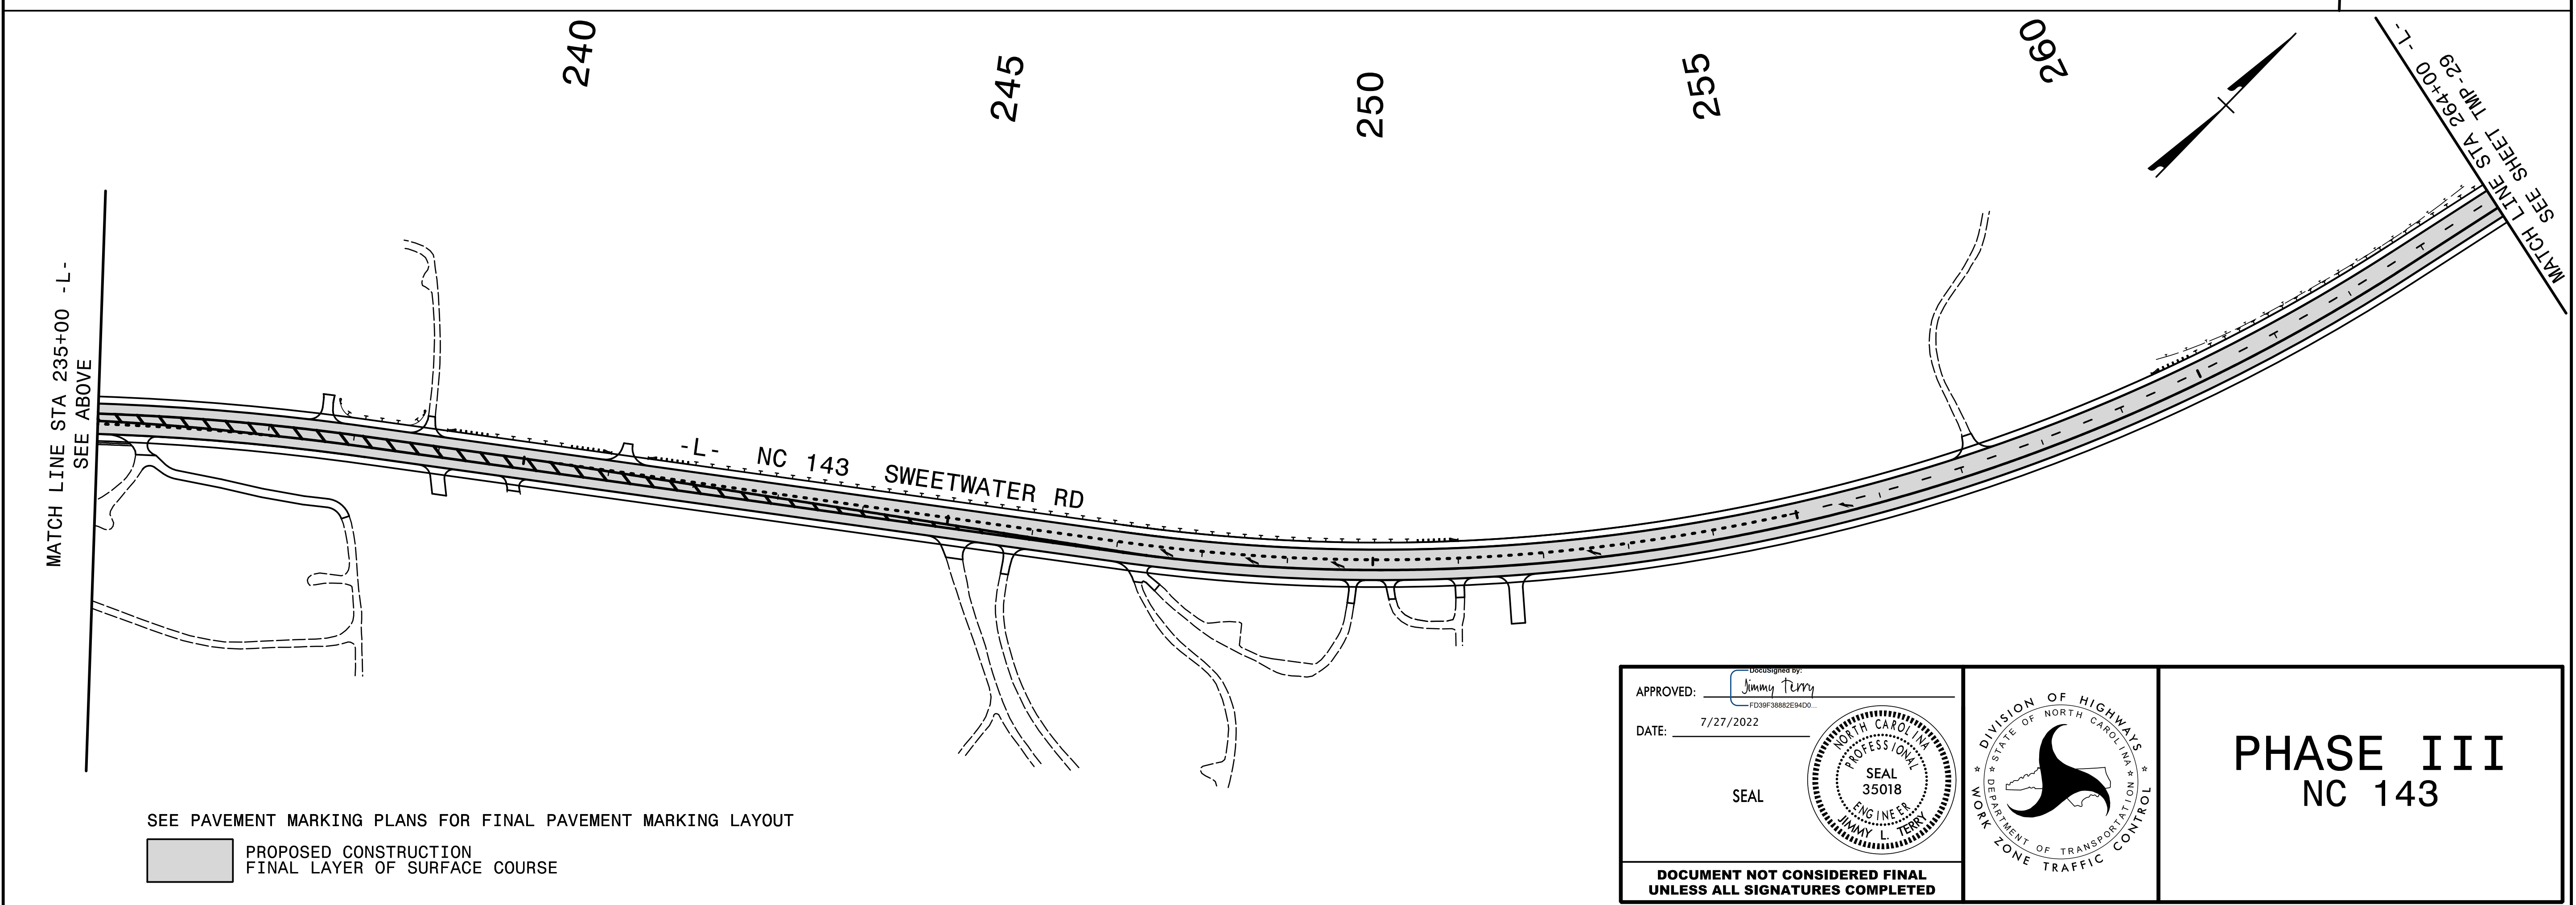 240
245
250
255
260
MATCH LINE STA 264+00 -L-
SEE SHEET TMP-29
MATCH LINE STA 235+00 -L-
SEE ABOVE
-L- NC 143 SWEETWATER RD
SEE PAVEMENT MARKING PLANS FOR FINAL PAVEMENT MARKING LAYOUT
PROPOSED CONSTRUCTION
FINAL LAYER OF SURFACE COURSE
DocuSigned by:
APPROVED: Jimmy Terry
FD39F38882E94D0...
DATE: 7/27/2022
SEAL
NORTH CAROLINA
PROFESSIONAL
SEAL
35018
ENGINEER
JIMMY L. TERRY
DOCUMENT NOT CONSIDERED FINAL
UNLESS ALL SIGNATURES COMPLETED
DIVISION OF HIGHWAYS
STATE OF NORTH CAROLINA
DEPARTMENT OF TRANSPORTATION
WORK ZONE TRAFFIC CONTROL
PHASE III
NC 143